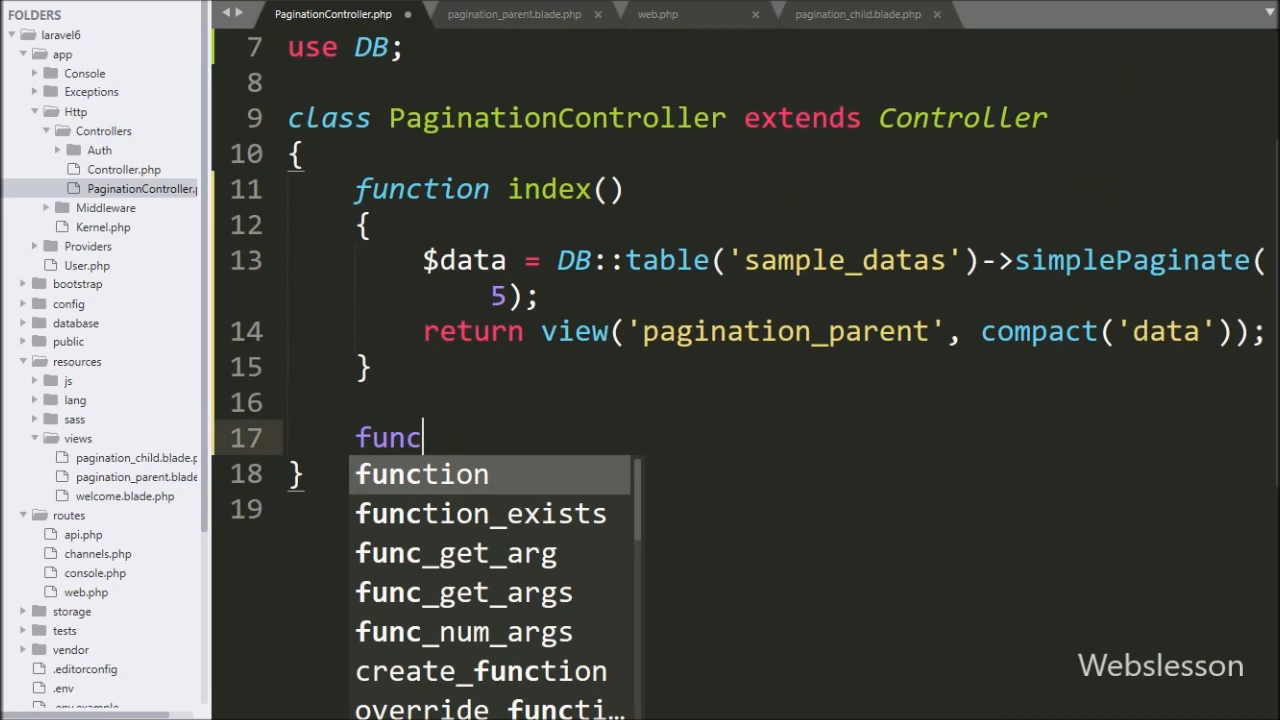 FOLDERS
laravel6
app
Console
Exceptions
Http
Controllers
Auth
Controller.php
PaginationController.p
Middleware
Kernel.php
Providers
User.php
bootstrap
config
database
public
resources
js
lang
sass
views
pagination_child.blade.p
pagination_parent.blade
welcome.blade.php
routes
api.php
channels.php
console.php
web.php
storage
tests
vendor
.editorconfig
.env
.env.example
PaginationController.php
pagination_parent.blade.php
web.php
pagination_child.blade.php
7 use DB;
8
9 class PaginationController extends Controller
10 {
11 function index()
12 {
13 $data = DB::table('sample_datas')->simplePaginate(
5);
14 return view('pagination_parent', compact('data'));
15 }
16
17 func
18 }
19
function
function_exists
func_get_arg
func_get_args
func_num_args
create_function
override_functi...
Webslesson